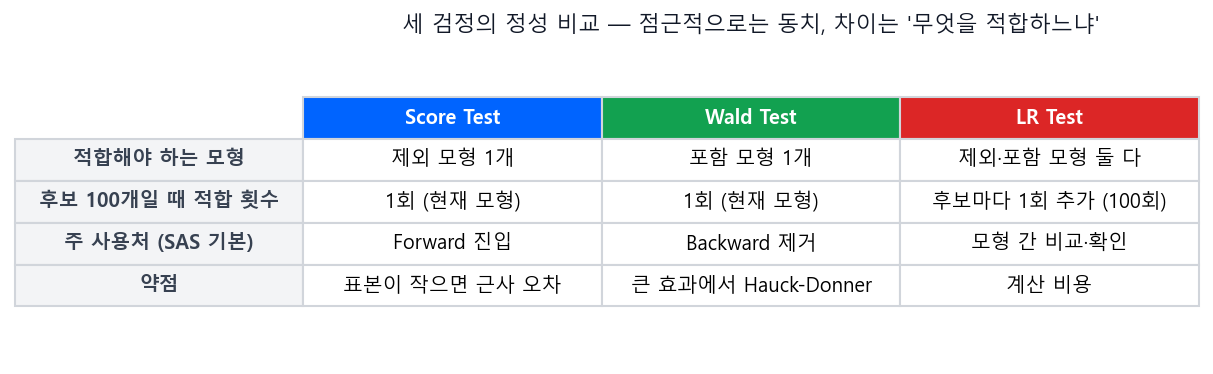 세 검정의 정성 비교 — 점근적으로는 동치, 차이는 '무엇을 적합하느냐'
Score Test Wald Test LR Test
적합해야 하는 모형 제외 모형 1개 포함 모형 1개 제외·포함 모형 둘 다
후보 100개일 때 적합 횟수 1회 (현재 모형) 1회 (현재 모형) 후보마다 1회 추가 (100회)
주 사용처 (SAS 기본) Forward 진입 Backward 제거 모형 간 비교·확인
약점 표본이 작으면 근사 오차 큰 효과에서 Hauck-Donner 계산 비용